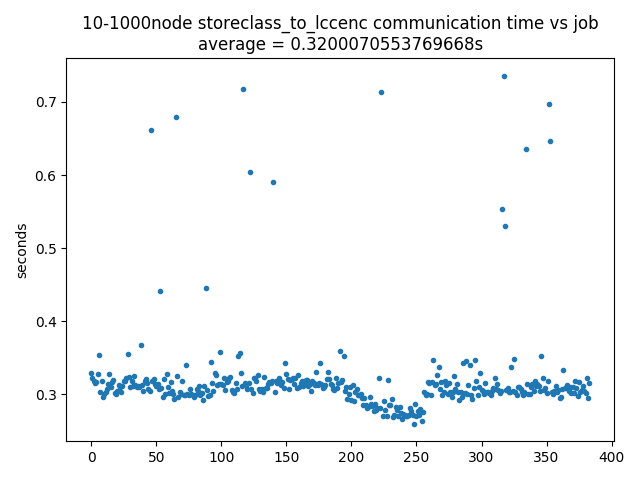 10-1000node storeclass_to_lccenc communication time vs job
average = 0.3200070553769668s
0.7
0.6
0.5
0.4
0.3
seconds
0 50 100 150 200 250 300 350 400